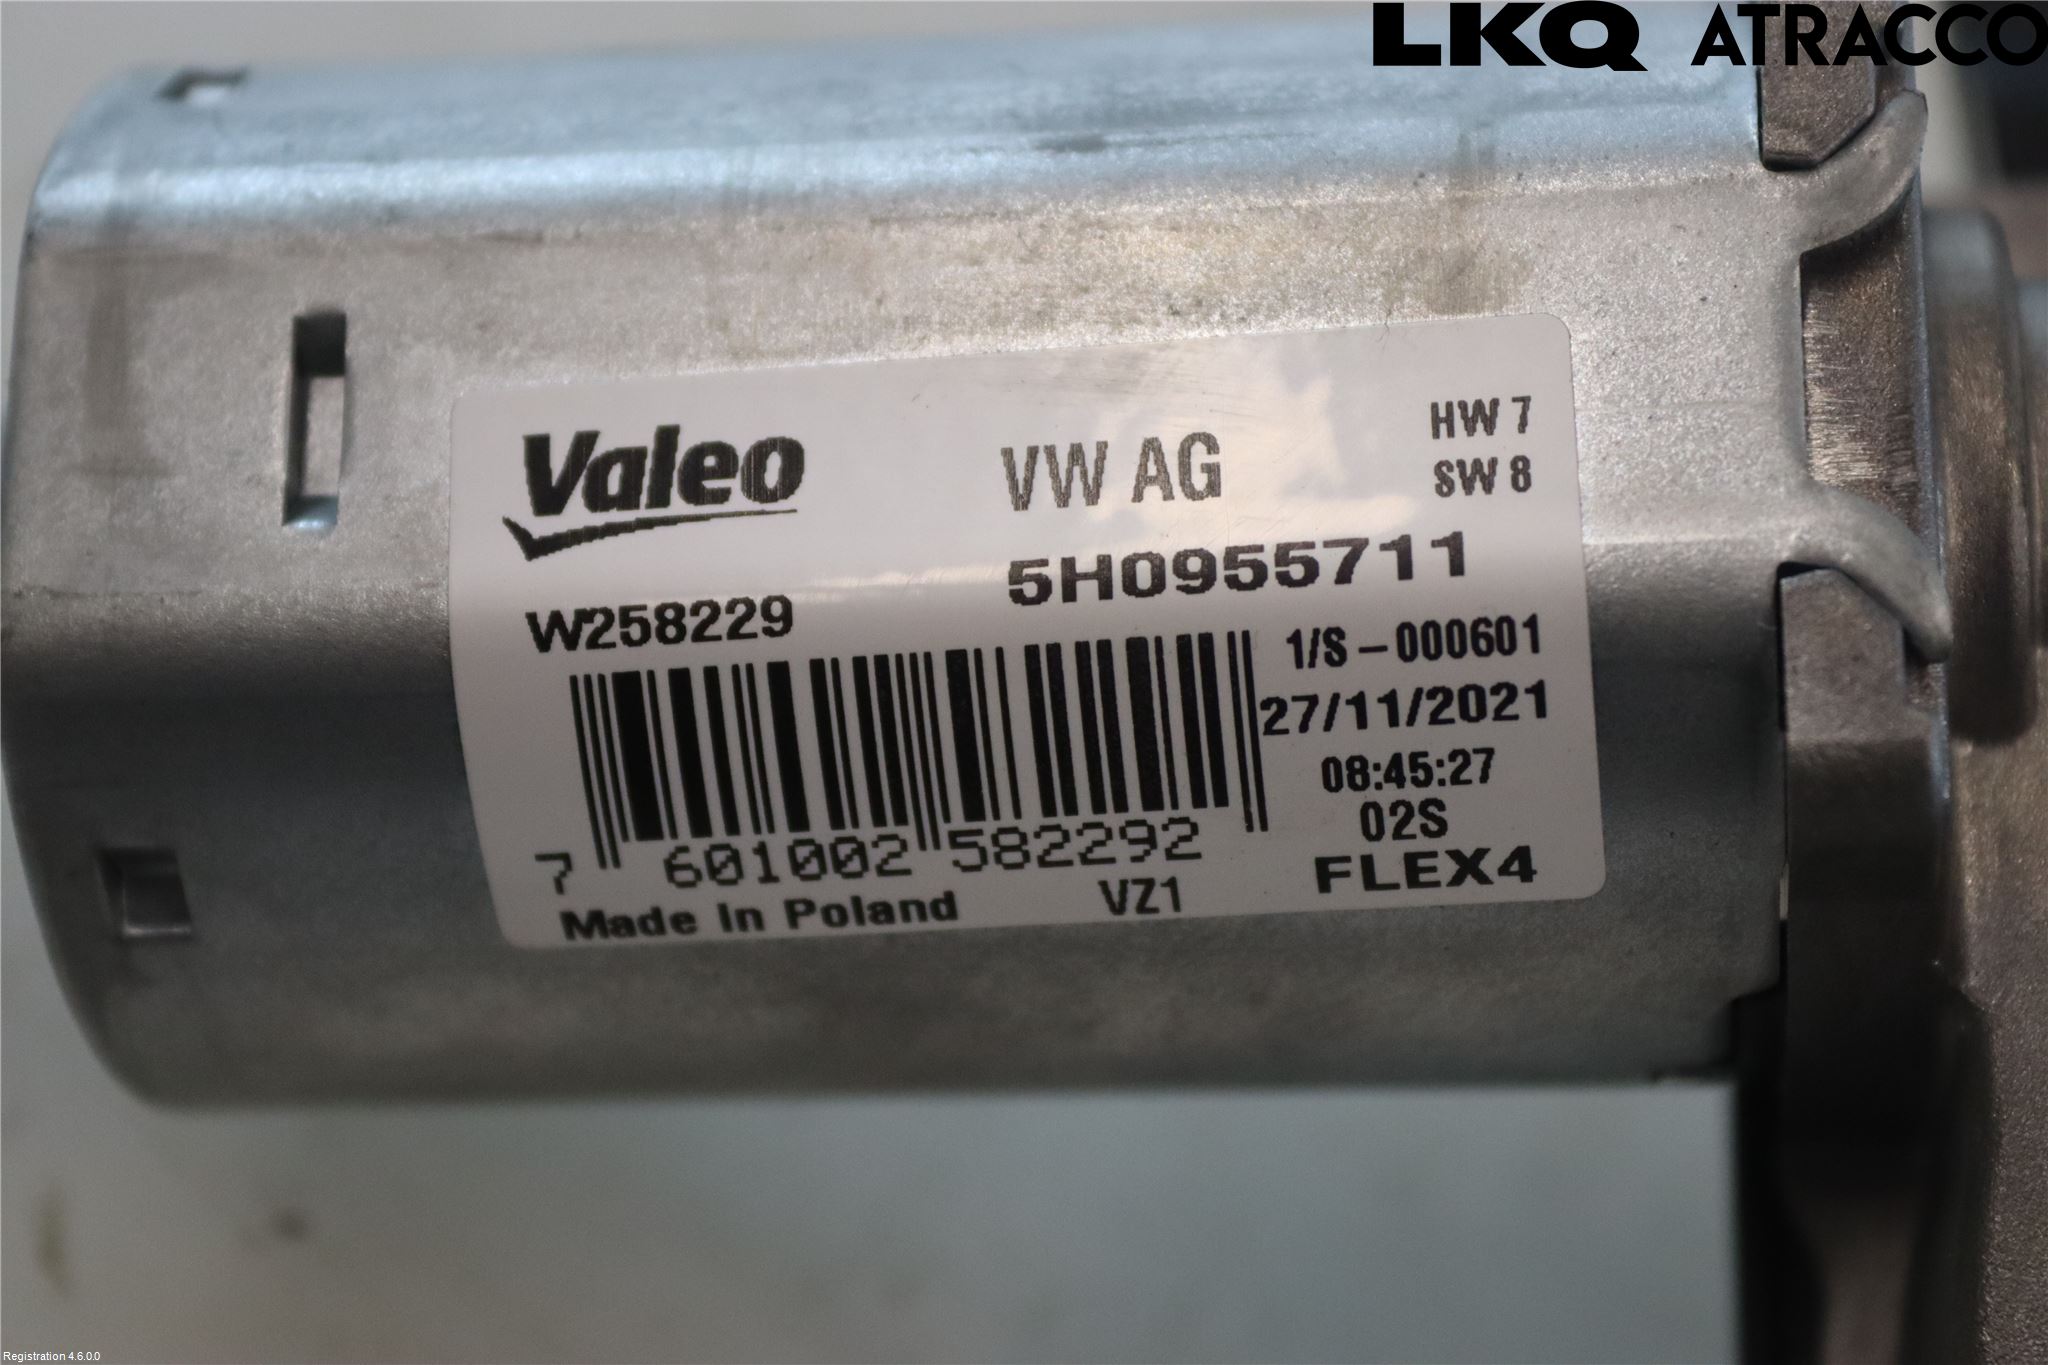 LKQ ATRACCO
Valeo
VW AG
HW 7
SW 8
5H0955711
W258229
1/S-000601
27/11/2021
08:45:27
02S
FLEX4
7 601002 582292
Made In Poland
VZ1
Registration 4.6.0.0